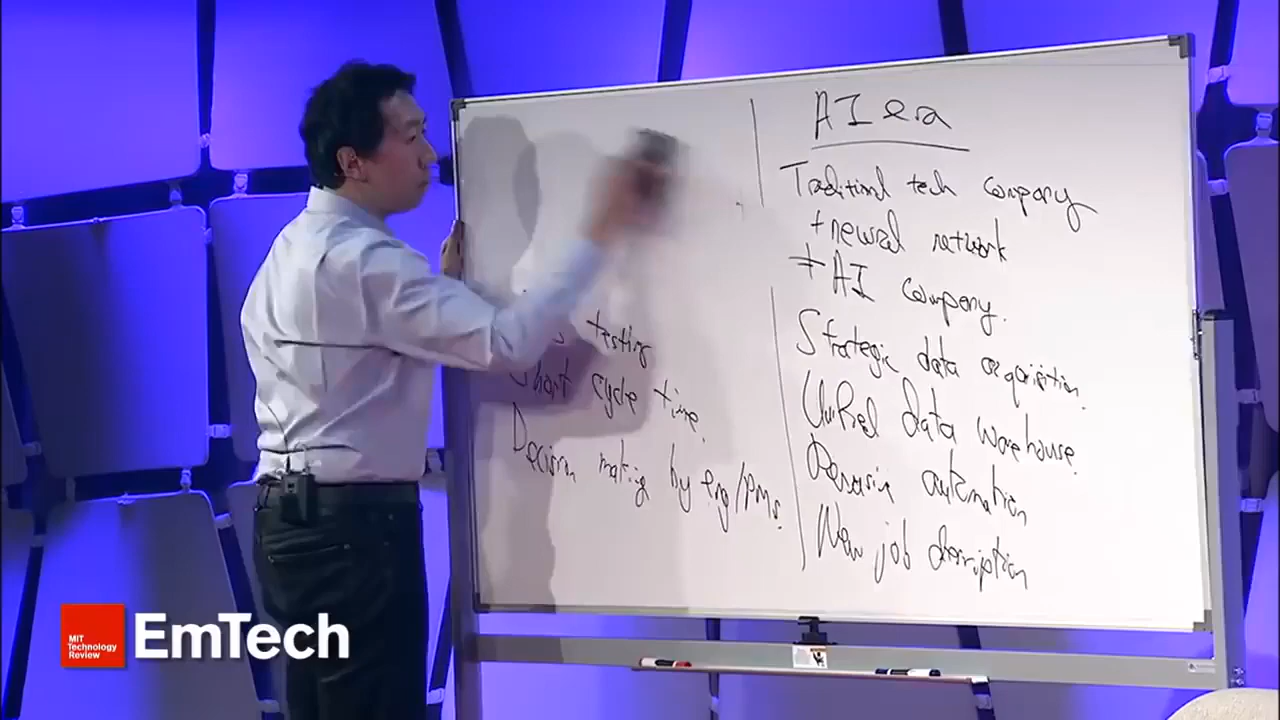 testing
Short cycle time.
Decision making by eng/PMs.
AI era
Traditional tech company
+ neural network
≠ AI company.
Strategic data acquisition.
Unified data warehouse.
Pervasive automation
New job description
MIT
Technology
Review
EmTech